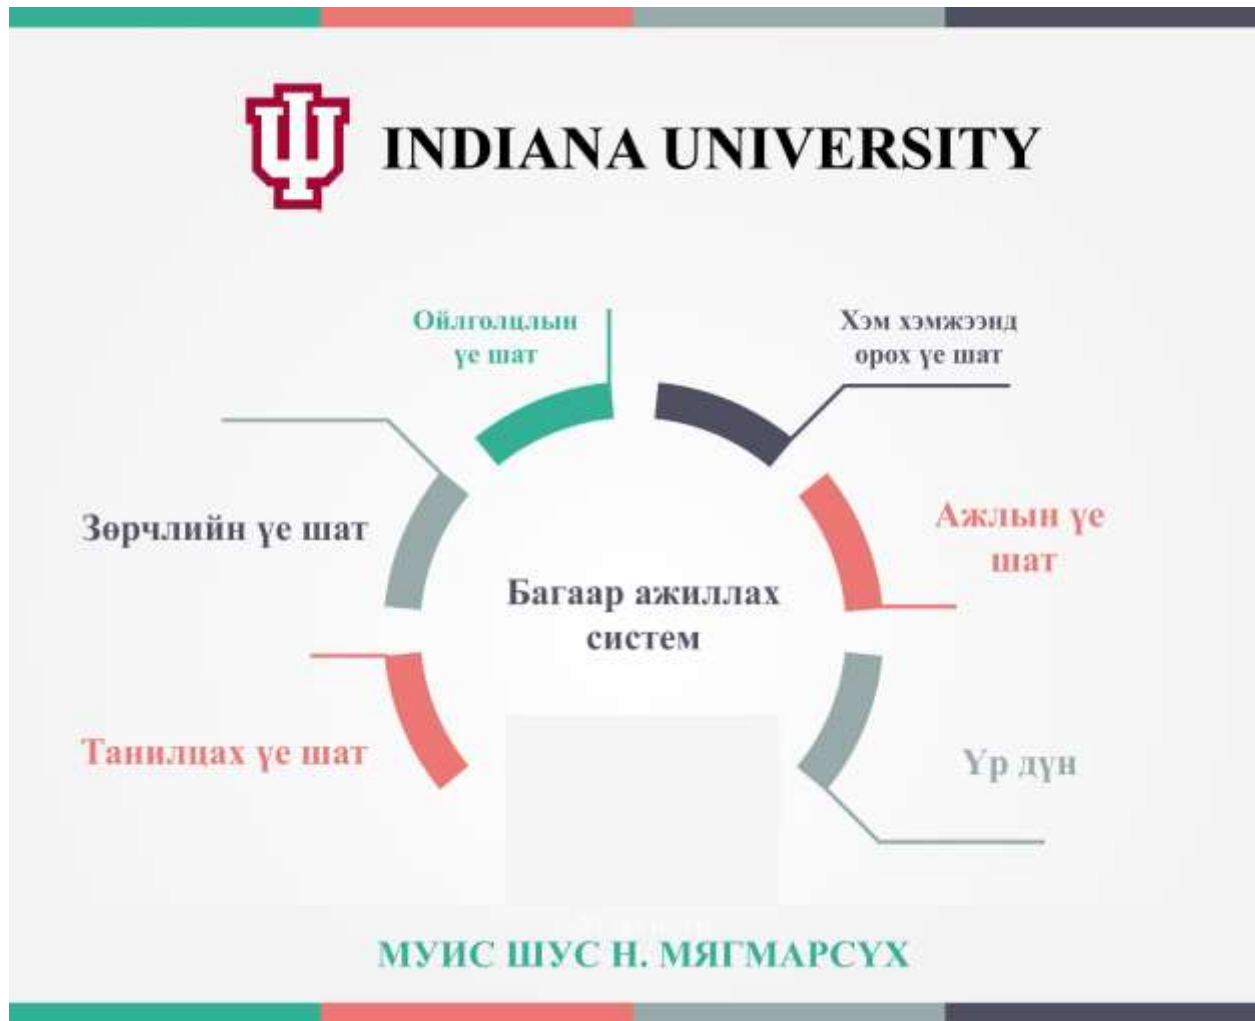 INDIANA UNIVERSITY
Ойлголцлын
үе шат
Хэм хэмжээнд
орох үе шат
Зөрчлийн үе шат
Ажлын үе
шат
Багаар ажиллах
систем
Танилцах үе шат
Үр дүн
МУИС ШУС Н. МЯГМАРСҮХ